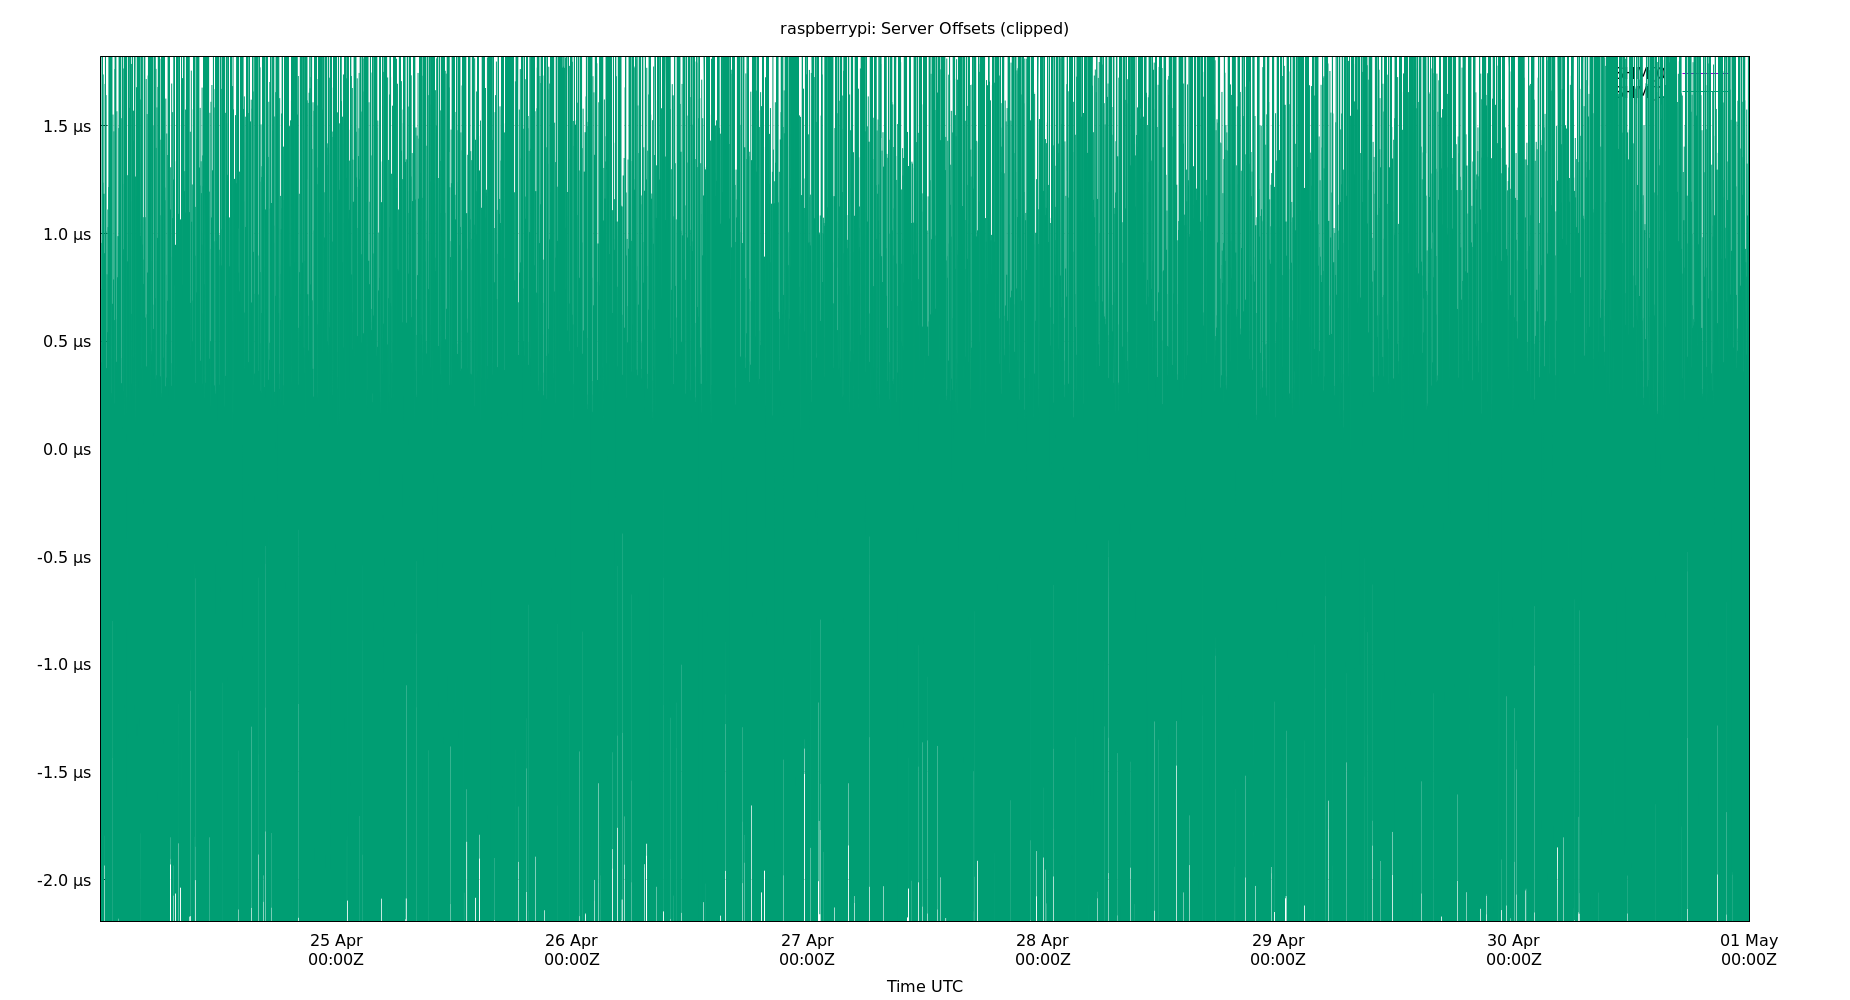 raspberrypi: Server Offsets (clipped)
1.5 µs
1.0 µs
0.5 µs
0.0 µs
-0.5 µs
-1.0 µs
-1.5 µs
-2.0 µs
25 Apr
00:00Z
26 Apr
00:00Z
27 Apr
00:00Z
28 Apr
00:00Z
29 Apr
00:00Z
30 Apr
00:00Z
01 May
00:00Z
Time UTC